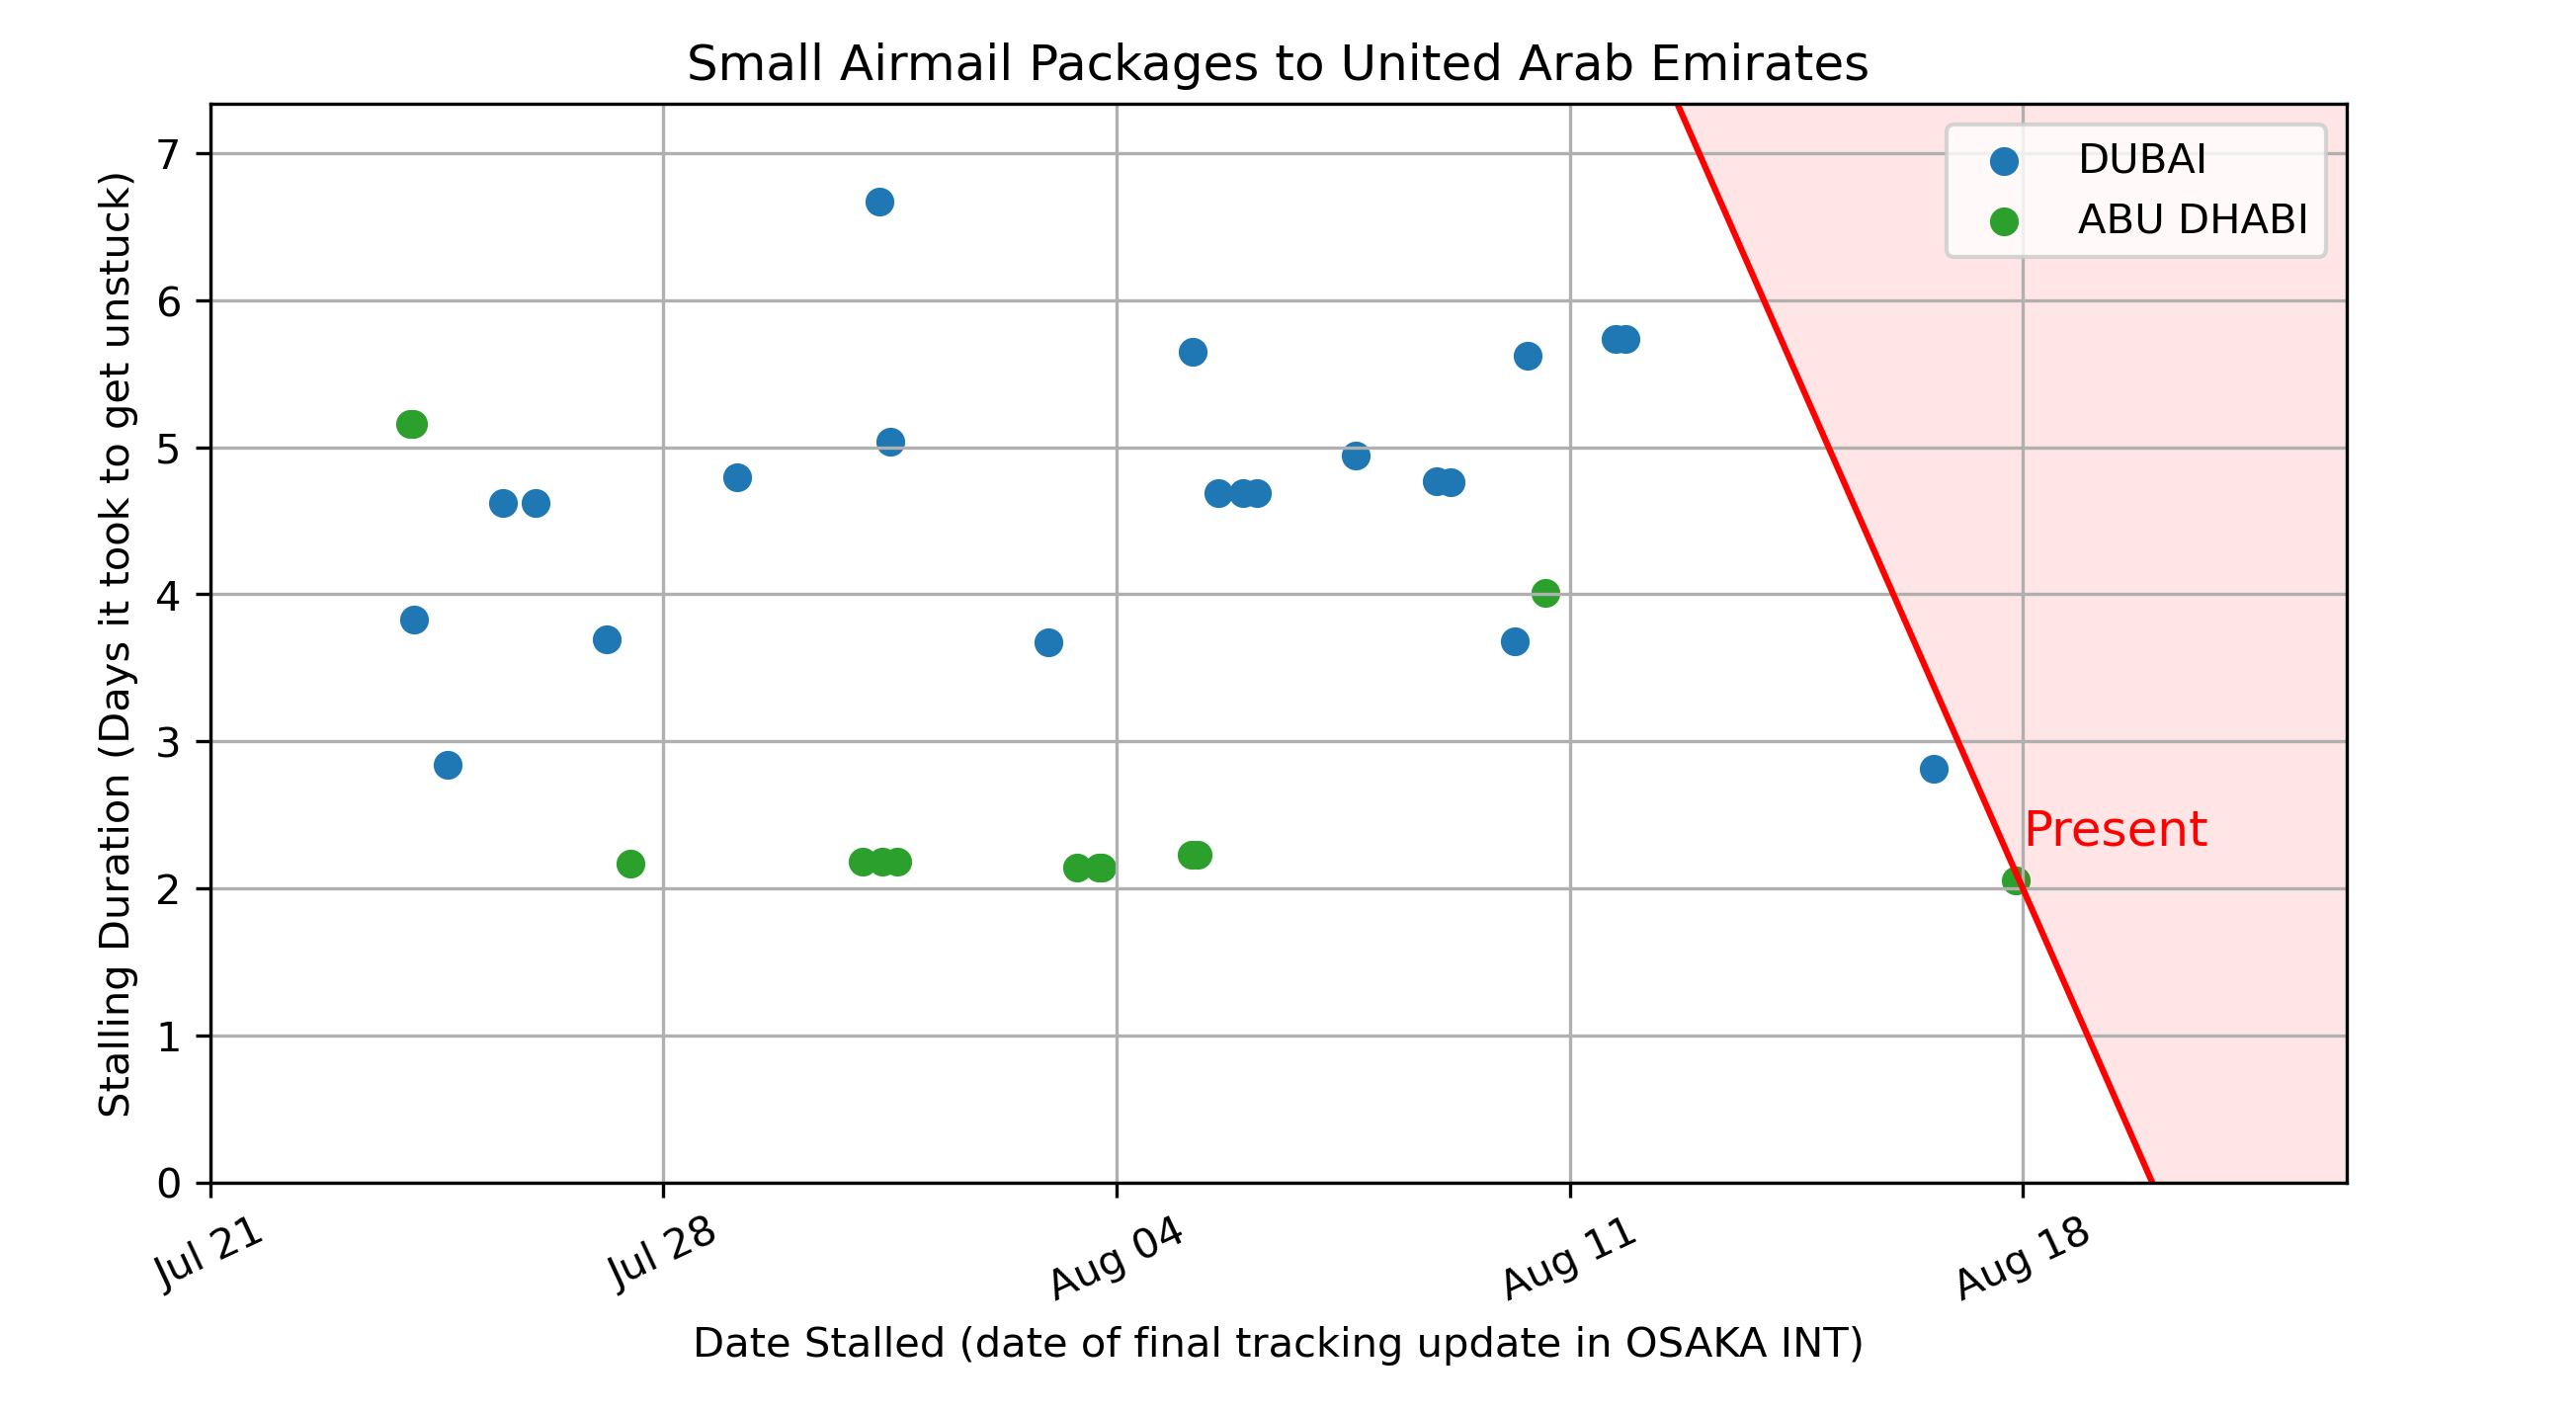 Small Airmail Packages to United Arab Emirates
Stalling Duration (Days it took to get unstuck)
7
6
5
4
3
2
1
0
DUBAI
ABU DHABI
Present
Jul 21
Jul 28
Aug 04
Aug 11
Aug 18
Date Stalled (date of final tracking update in OSAKA INT)